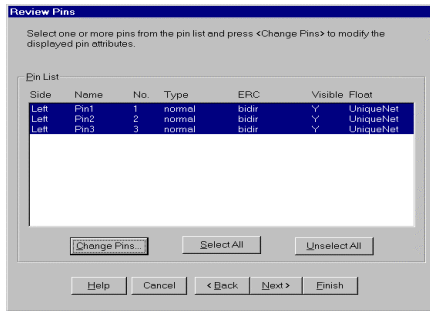 Review Pins
Select one or more pins from the pin list and press <Change Pins> to modify the
displayed pin attributes.
Pin List
Side Name No. Type ERC Visible Float
Left Pin1 1 normal bidir Y UniqueNet
Left Pin2 2 normal bidir Y UniqueNet
Left Pin3 3 normal bidir Y UniqueNet
Change Pins... Select All Unselect All
Help Cancel < Back Next > Finish